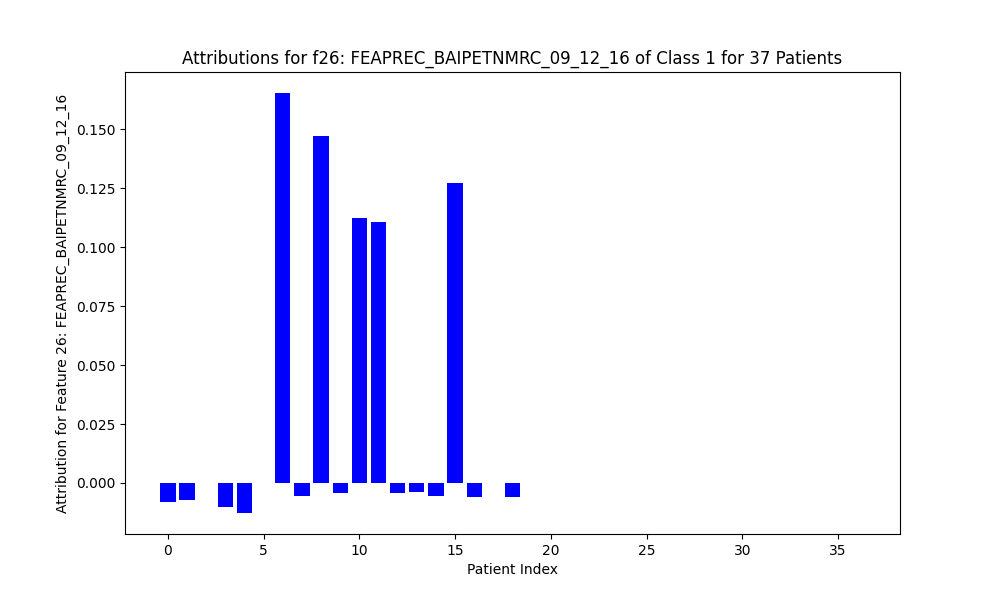 Attributions for f26: FEAPREC_BAIPETNMRC_09_12_16 of Class 1 for 37 Patients
Attribution for Feature 26: FEAPREC_BAIPETNMRC_09_12_16
0.150
0.125
0.100
0.075
0.050
0.025
0.000
0 5 10 15 20 25 30 35
Patient Index